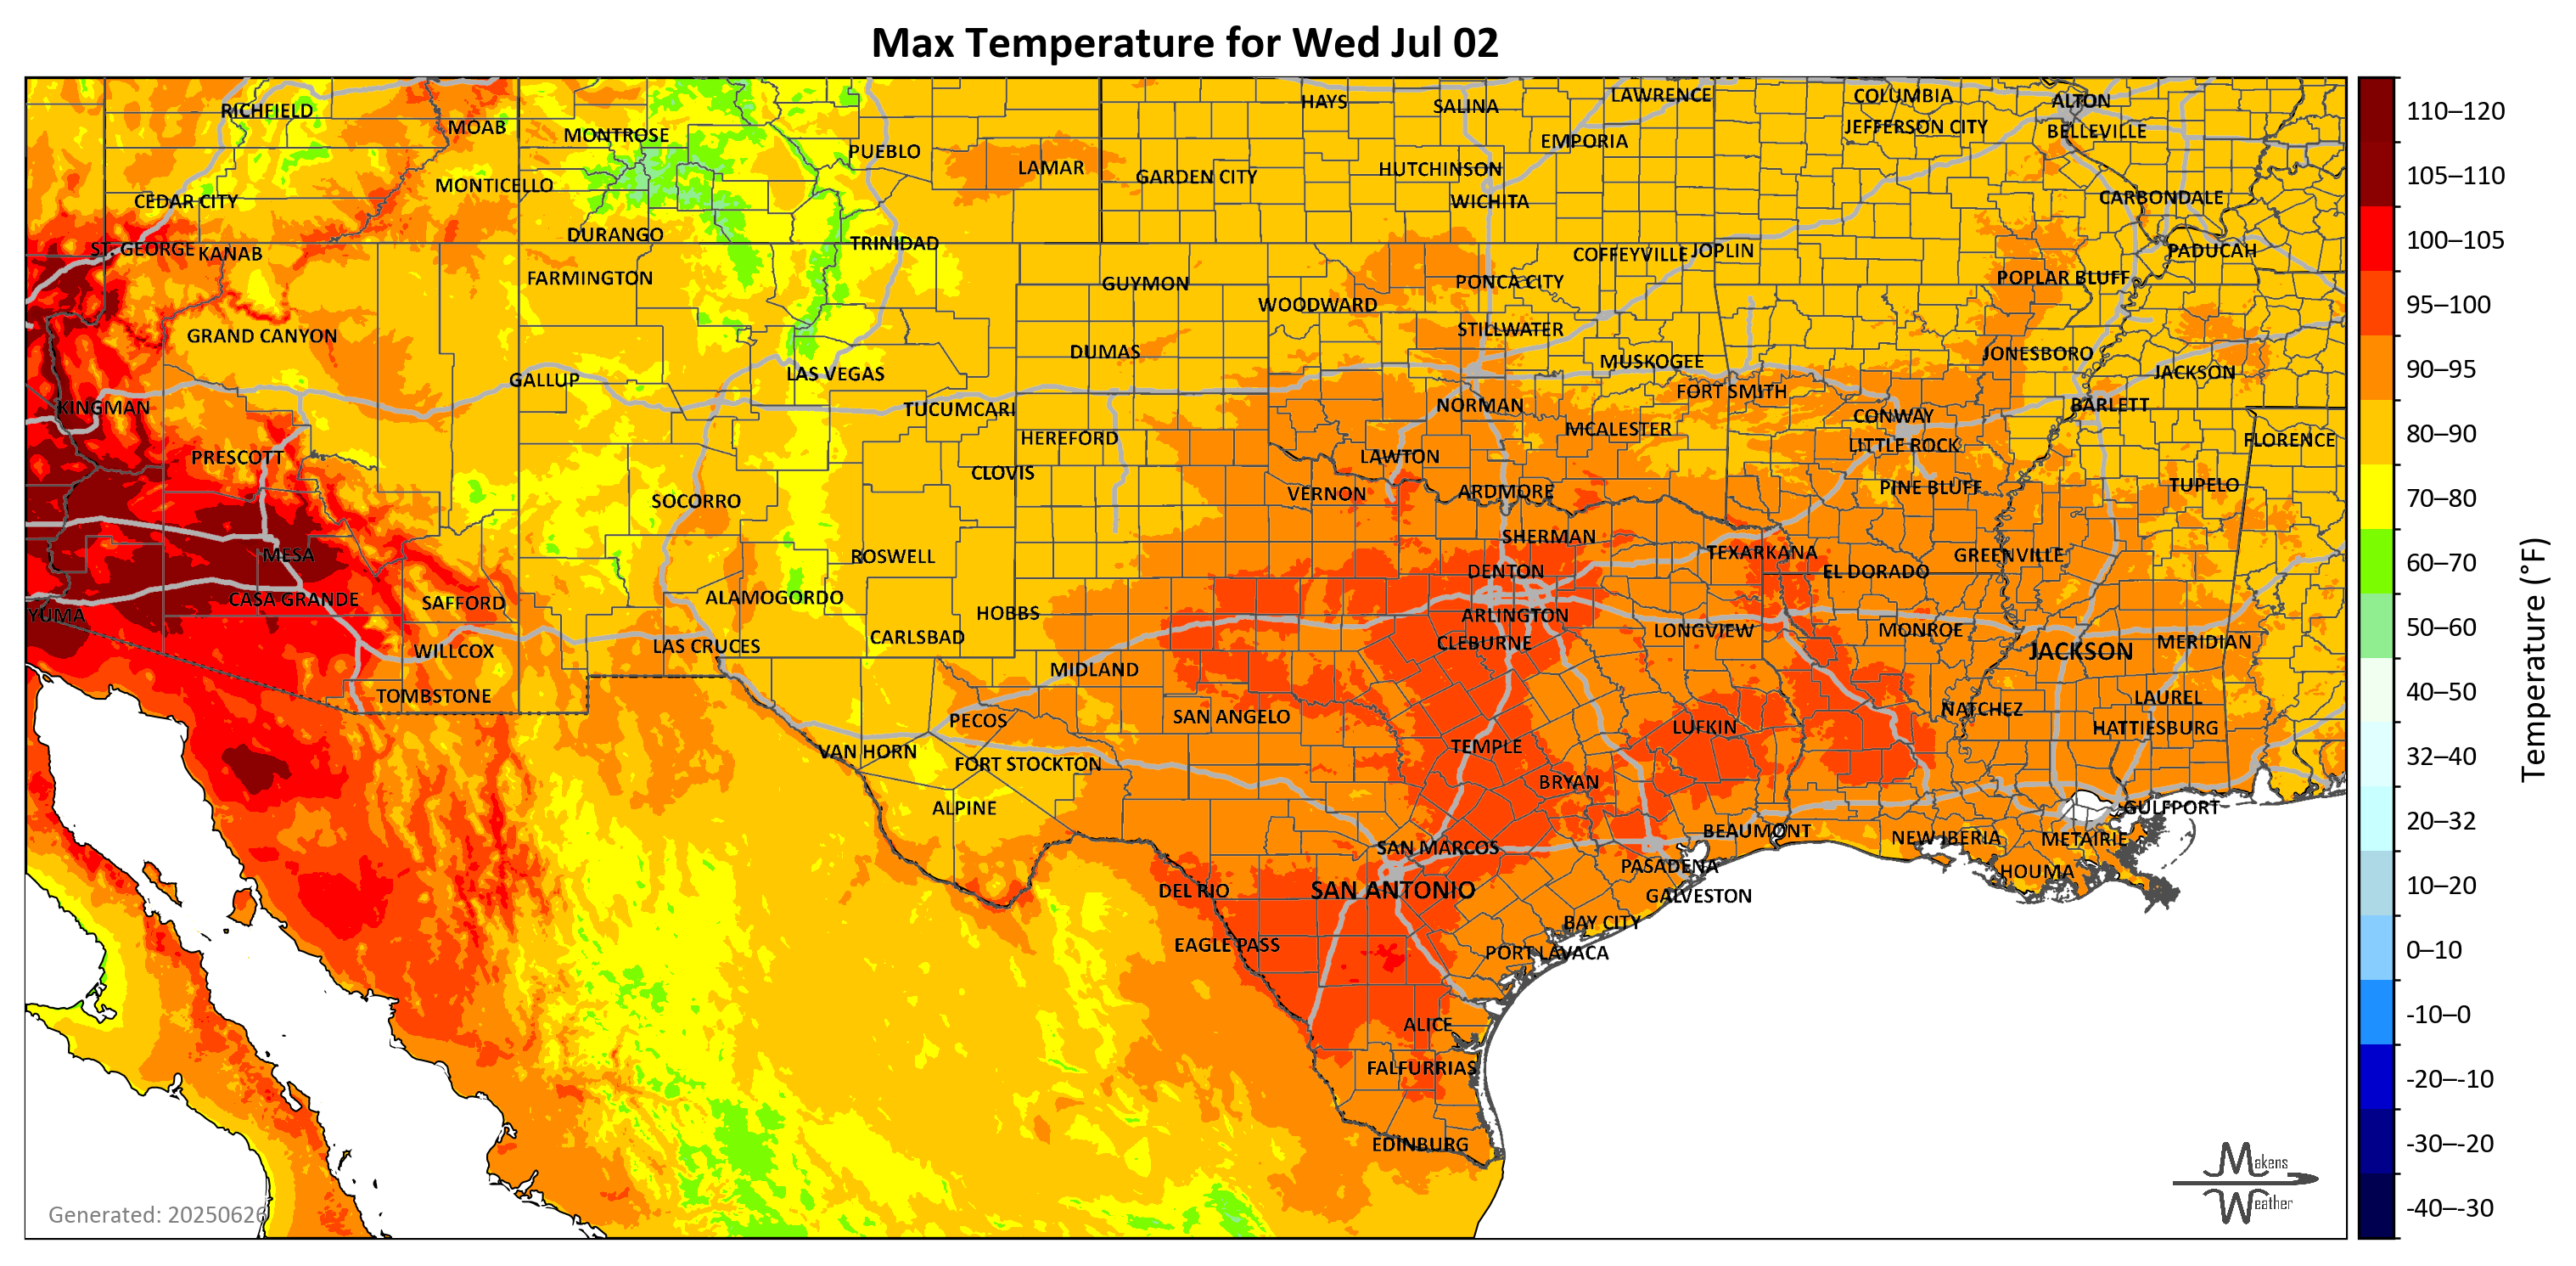 Max Temperature for Wed Jul 02
HAYS
SALINA
LAWRENCE
COLUMBIA
ALTON
RICHFIELD
MOAB
MONTROSE
PUEBLO
EMPORIA
JEFFERSON CITY
BELLEVILLE
LAMAR
GARDEN CITY
HUTCHINSON
MONTICELLO
CEDAR CITY
WICHITA
CARBONDALE
DURANGO
TRINIDAD
ST. GEORGE
KANAB
COFFEYVILLE
JOPLIN
PADUCAH
FARMINGTON
GUYMON
PONCA CITY
POPLAR BLUFF
WOODWARD
GRAND CANYON
STILLWATER
DUMAS
MUSKOGEE
JONESBORO
GALLUP
LAS VEGAS
FORT SMITH
JACKSON
KINGMAN
TUCUMCARI
NORMAN
CONWAY
BARLETT
HEREFORD
MCALESTER
LITTLE ROCK
FLORENCE
PRESCOTT
CLOVIS
LAWTON
SOCORRO
VERNON
ARDMORE
PINE BLUFF
TUPELO
MESA
ROSWELL
SHERMAN
TEXARKANA
GREENVILLE
CASA GRANDE
SAFFORD
ALAMOGORDO
DENTON
EL DORADO
YUMA
HOBBS
ARLINGTON
WILLCOX
LAS CRUCES
CARLSBAD
CLEBURNE
LONGVIEW
MONROE
JACKSON
MERIDIAN
TOMBSTONE
MIDLAND
PECOS
SAN ANGELO
LUFKIN
NATCHEZ
LAUREL
HATTIESBURG
VAN HORN
FORT STOCKTON
TEMPLE
BRYAN
ALPINE
GULFPORT
SAN MARCOS
BEAUMONT
NEW IBERIA
METAIRIE
DEL RIO
SAN ANTONIO
PASADENA
HOUMA
GALVESTON
EAGLE PASS
BAY CITY
PORT LAVACA
ALICE
FALFURRIAS
EDINBURG
Generated: 20250626
Makens
Weather
110–120
105–110
100–105
95–100
90–95
80–90
70–80
60–70
50–60
40–50
32–40
20–32
10–20
0–10
-10–0
-20–-10
-30–-20
-40–-30
Temperature (°F)